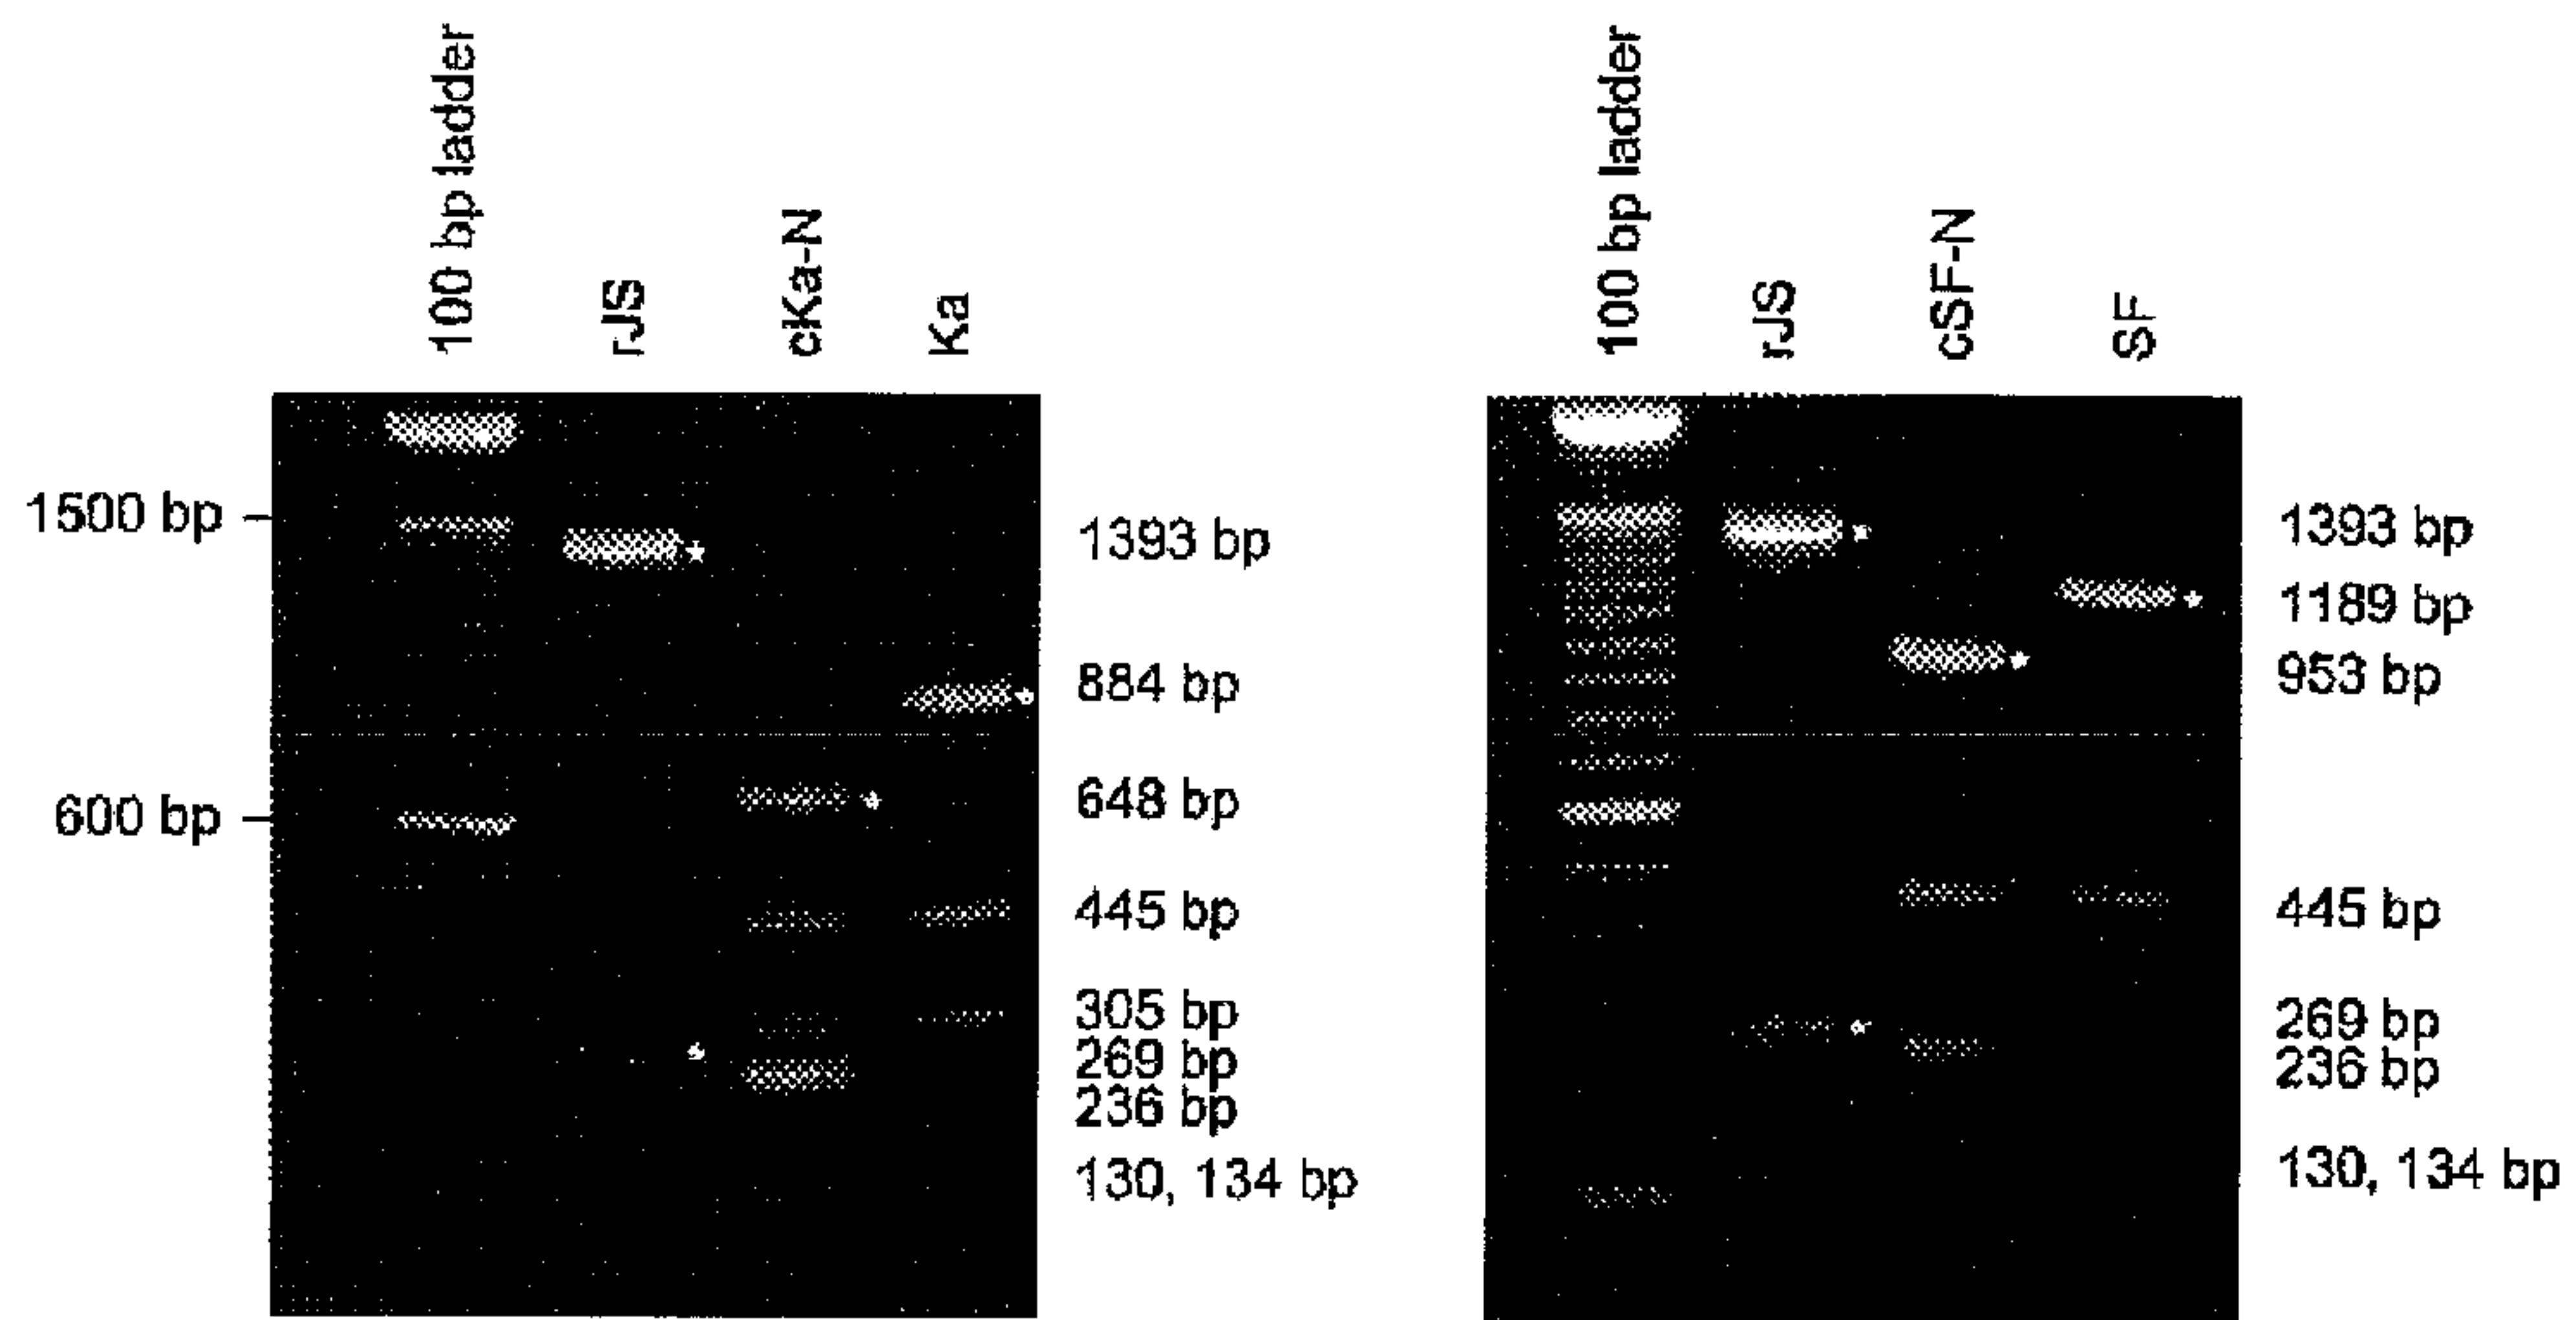 100 bp ladder
rJS
cKa-N
Ka
1500 bp
600 bp
1393 bp
884 bp
648 bp
445 bp
305 bp
269 bp
236 bp
130, 134 bp
100 bp ladder
rJS
cSF-N
SF
1393 bp
1189 bp
953 bp
445 bp
269 bp
236 bp
130, 134 bp